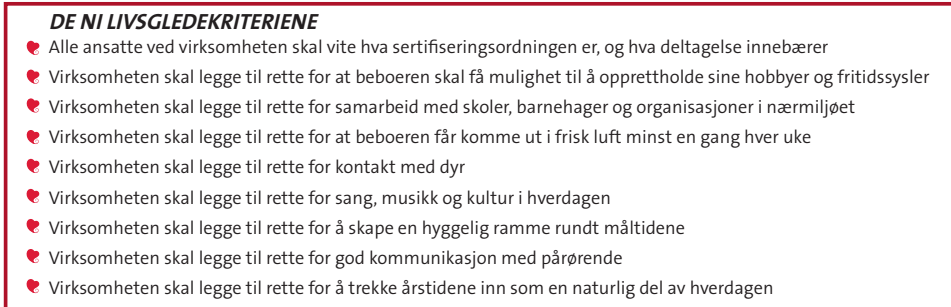 DE NI LIVSGLEDEKRITERIENE
Alle ansatte ved virksomheten skal vite hva sertifiseringsordningen er, og hva deltagelse innebærer
Virksomheten skal legge til rette for at beboeren skal få mulighet til å opprettholde sine hobbyer og fritidssysler
Virksomheten skal legge til rette for samarbeid med skoler, barnehager og organisasjoner i nærmiljøet
Virksomheten skal legge til rette for at beboeren får komme ut i frisk luft minst en gang hver uke
Virksomheten skal legge til rette for kontakt med dyr
Virksomheten skal legge til rette for sang, musikk og kultur i hverdagen
Virksomheten skal legge til rette for å skape en hyggelig ramme rundt måltidene
Virksomheten skal legge til rette for god kommunikasjon med pårørende
Virksomheten skal legge til rette for å trekke årstidene inn som en naturlig del av hverdagen